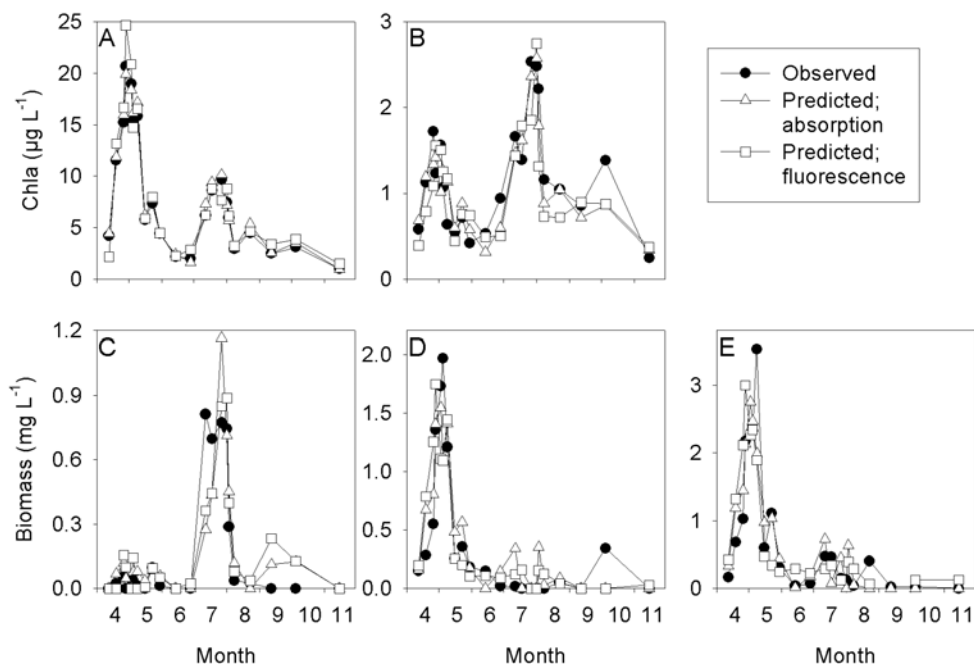 A
B
Chla (µg L⁻¹)
25
20
15
10
5
0
3
2
1
0
Observed
Predicted;
absorption
Predicted;
fluorescence
C
D
E
Biomass (mg L⁻¹)
1.2
0.9
0.6
0.3
0.0
2.0
1.5
1.0
0.5
0.0
3
2
1
0
4 5 6 7 8 9 10 11
4 5 6 7 8 9 10 11
4 5 6 7 8 9 10 11
Month
Month
Month